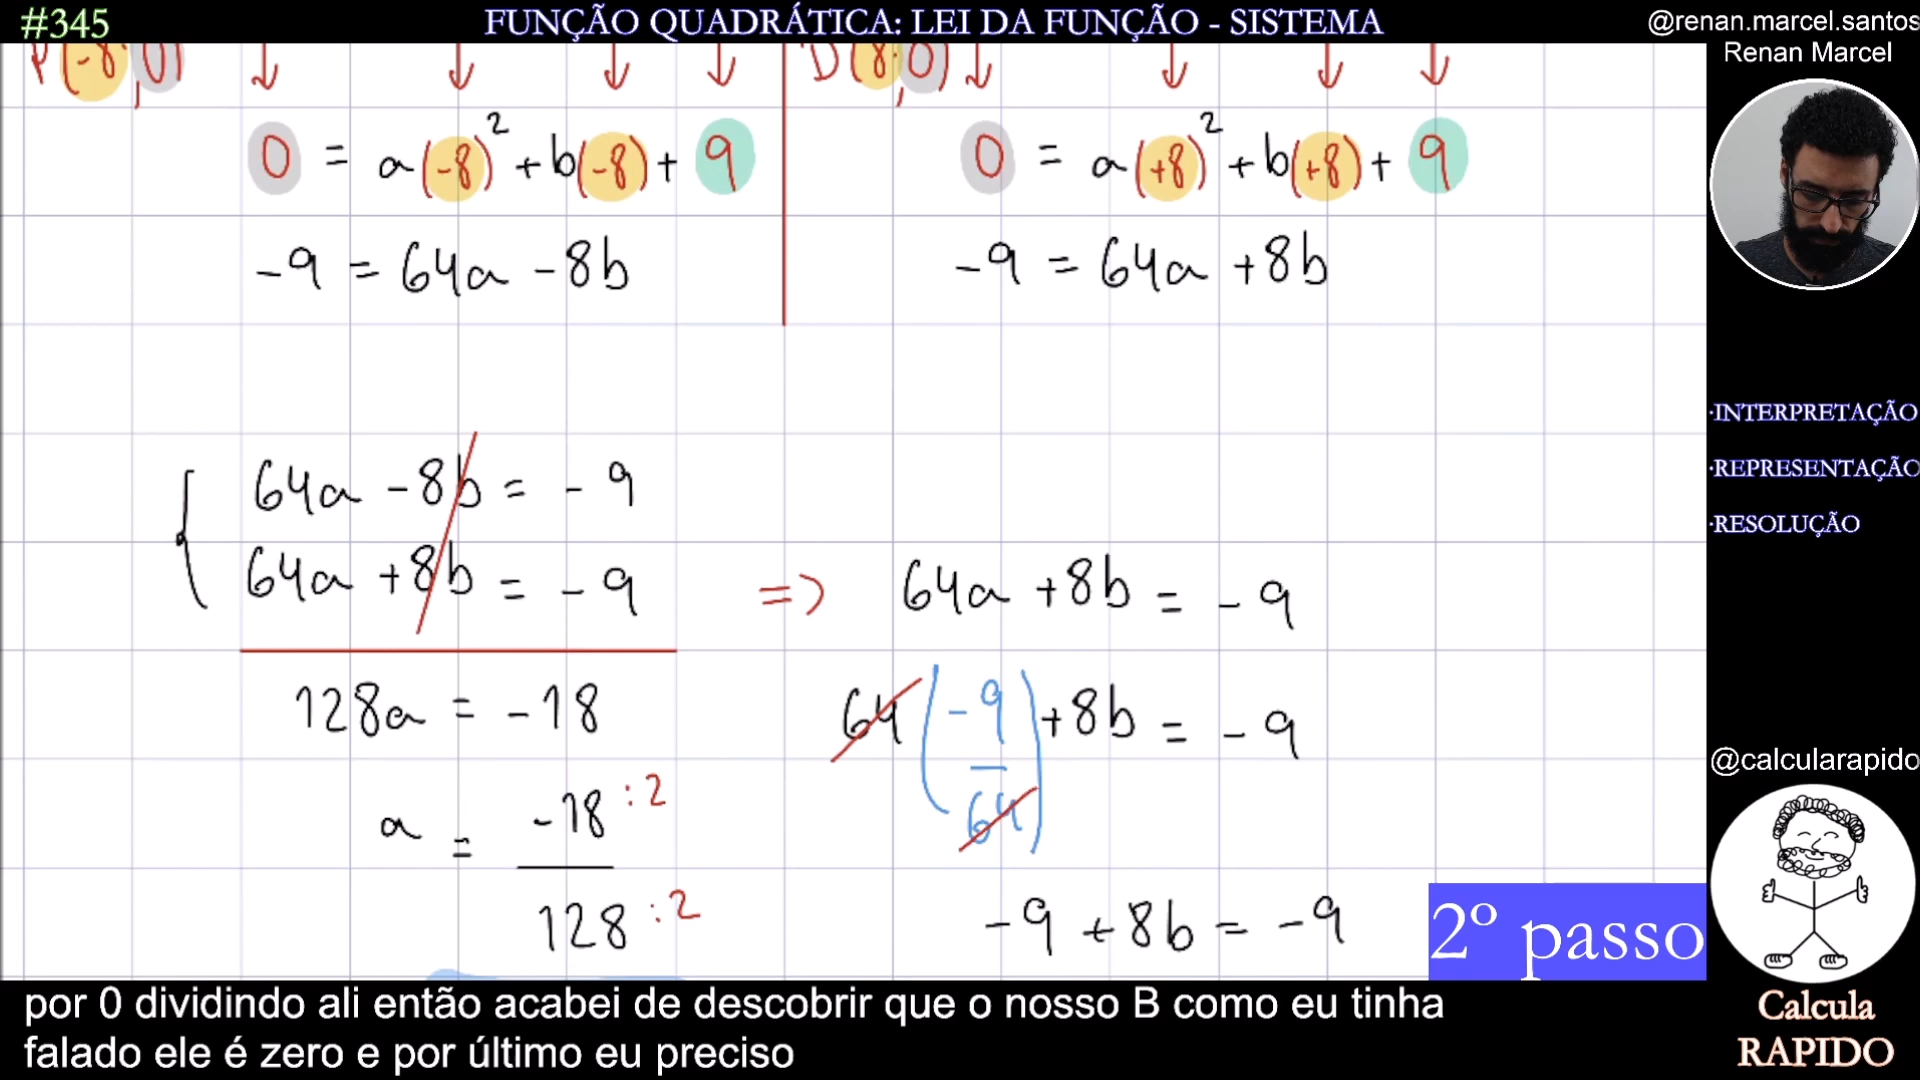 #345
FUNÇÃO QUADRÁTICA: LEI DA FUNÇÃO - SISTEMA
@renan.marcel.santos
Renan Marcel
P(-8,0) ↓ ↓ ↓ ↓
D(8,0) ↓ ↓ ↓ ↓
0 = a(-8)² + b(-8) + 9
0 = a(+8)² + b(+8) + 9
-9 = 64a - 8b
-9 = 64a + 8b
·INTERPRETAÇÃO
·REPRESENTAÇÃO
·RESOLUÇÃO
{ 64a - 8b = -9
64a + 8b = -9
=> 64a + 8b = -9
128a = -18
64(-9/64) + 8b = -9
a = -18 :2
128 :2
-9 + 8b = -9
2º passo
@calcularapido
Calcula
RAPIDO
por 0 dividindo ali então acabei de descobrir que o nosso B como eu tinha
falado ele é zero e por último eu preciso